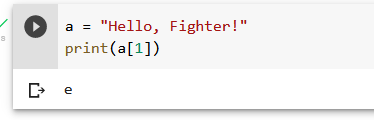 a = "Hello, Fighter!"
print(a[1])
e